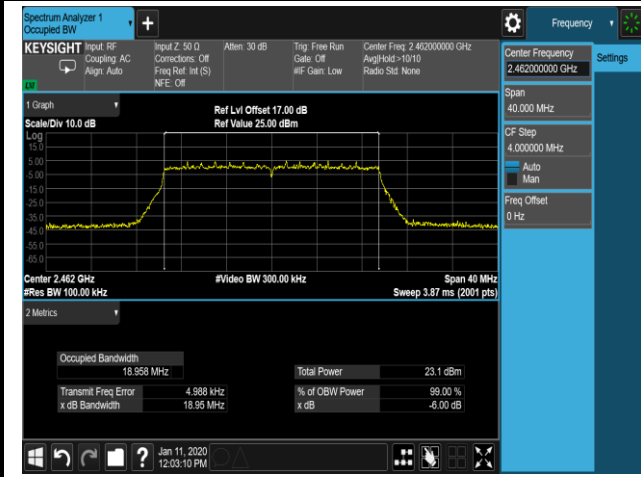 Spectrum Analyzer 1
Occupied BW
+
Frequency
KEYSIGHT
Input: RF
Coupling: AC
Align: Auto
Input Z: 50 Ω
Corrections: Off
Freq Ref: Int (S)
NFE: Off
Atten: 30 dB
Trig: Free Run
Gate: Off
#IF Gain: Low
Center Freq: 2.462000000 GHz
Avg|Hold:>10/10
Radio Std: None
Center Frequency
2.462000000 GHz
Settings
Span
40.000 MHz
CF Step
4.000000 MHz
Auto
Man
Freq Offset
0 Hz
1 Graph
Scale/Div 10.0 dB
Ref Lvl Offset 17.00 dB
Ref Value 25.00 dBm
Log
15.0
5.00
-5.00
-15.0
-25.0
-35.0
-45.0
-55.0
-65.0
Center 2.462 GHz
#Res BW 100.00 kHz
#Video BW 300.00 kHz
Span 40 MHz
Sweep 3.87 ms (2001 pts)
2 Metrics
Occupied Bandwidth
18.958 MHz
Total Power 23.1 dBm
Transmit Freq Error 4.988 kHz
% of OBW Power 99.00 %
x dB Bandwidth 18.95 MHz
x dB -6.00 dB
?
Jan 11, 2020
12:03:10 PM